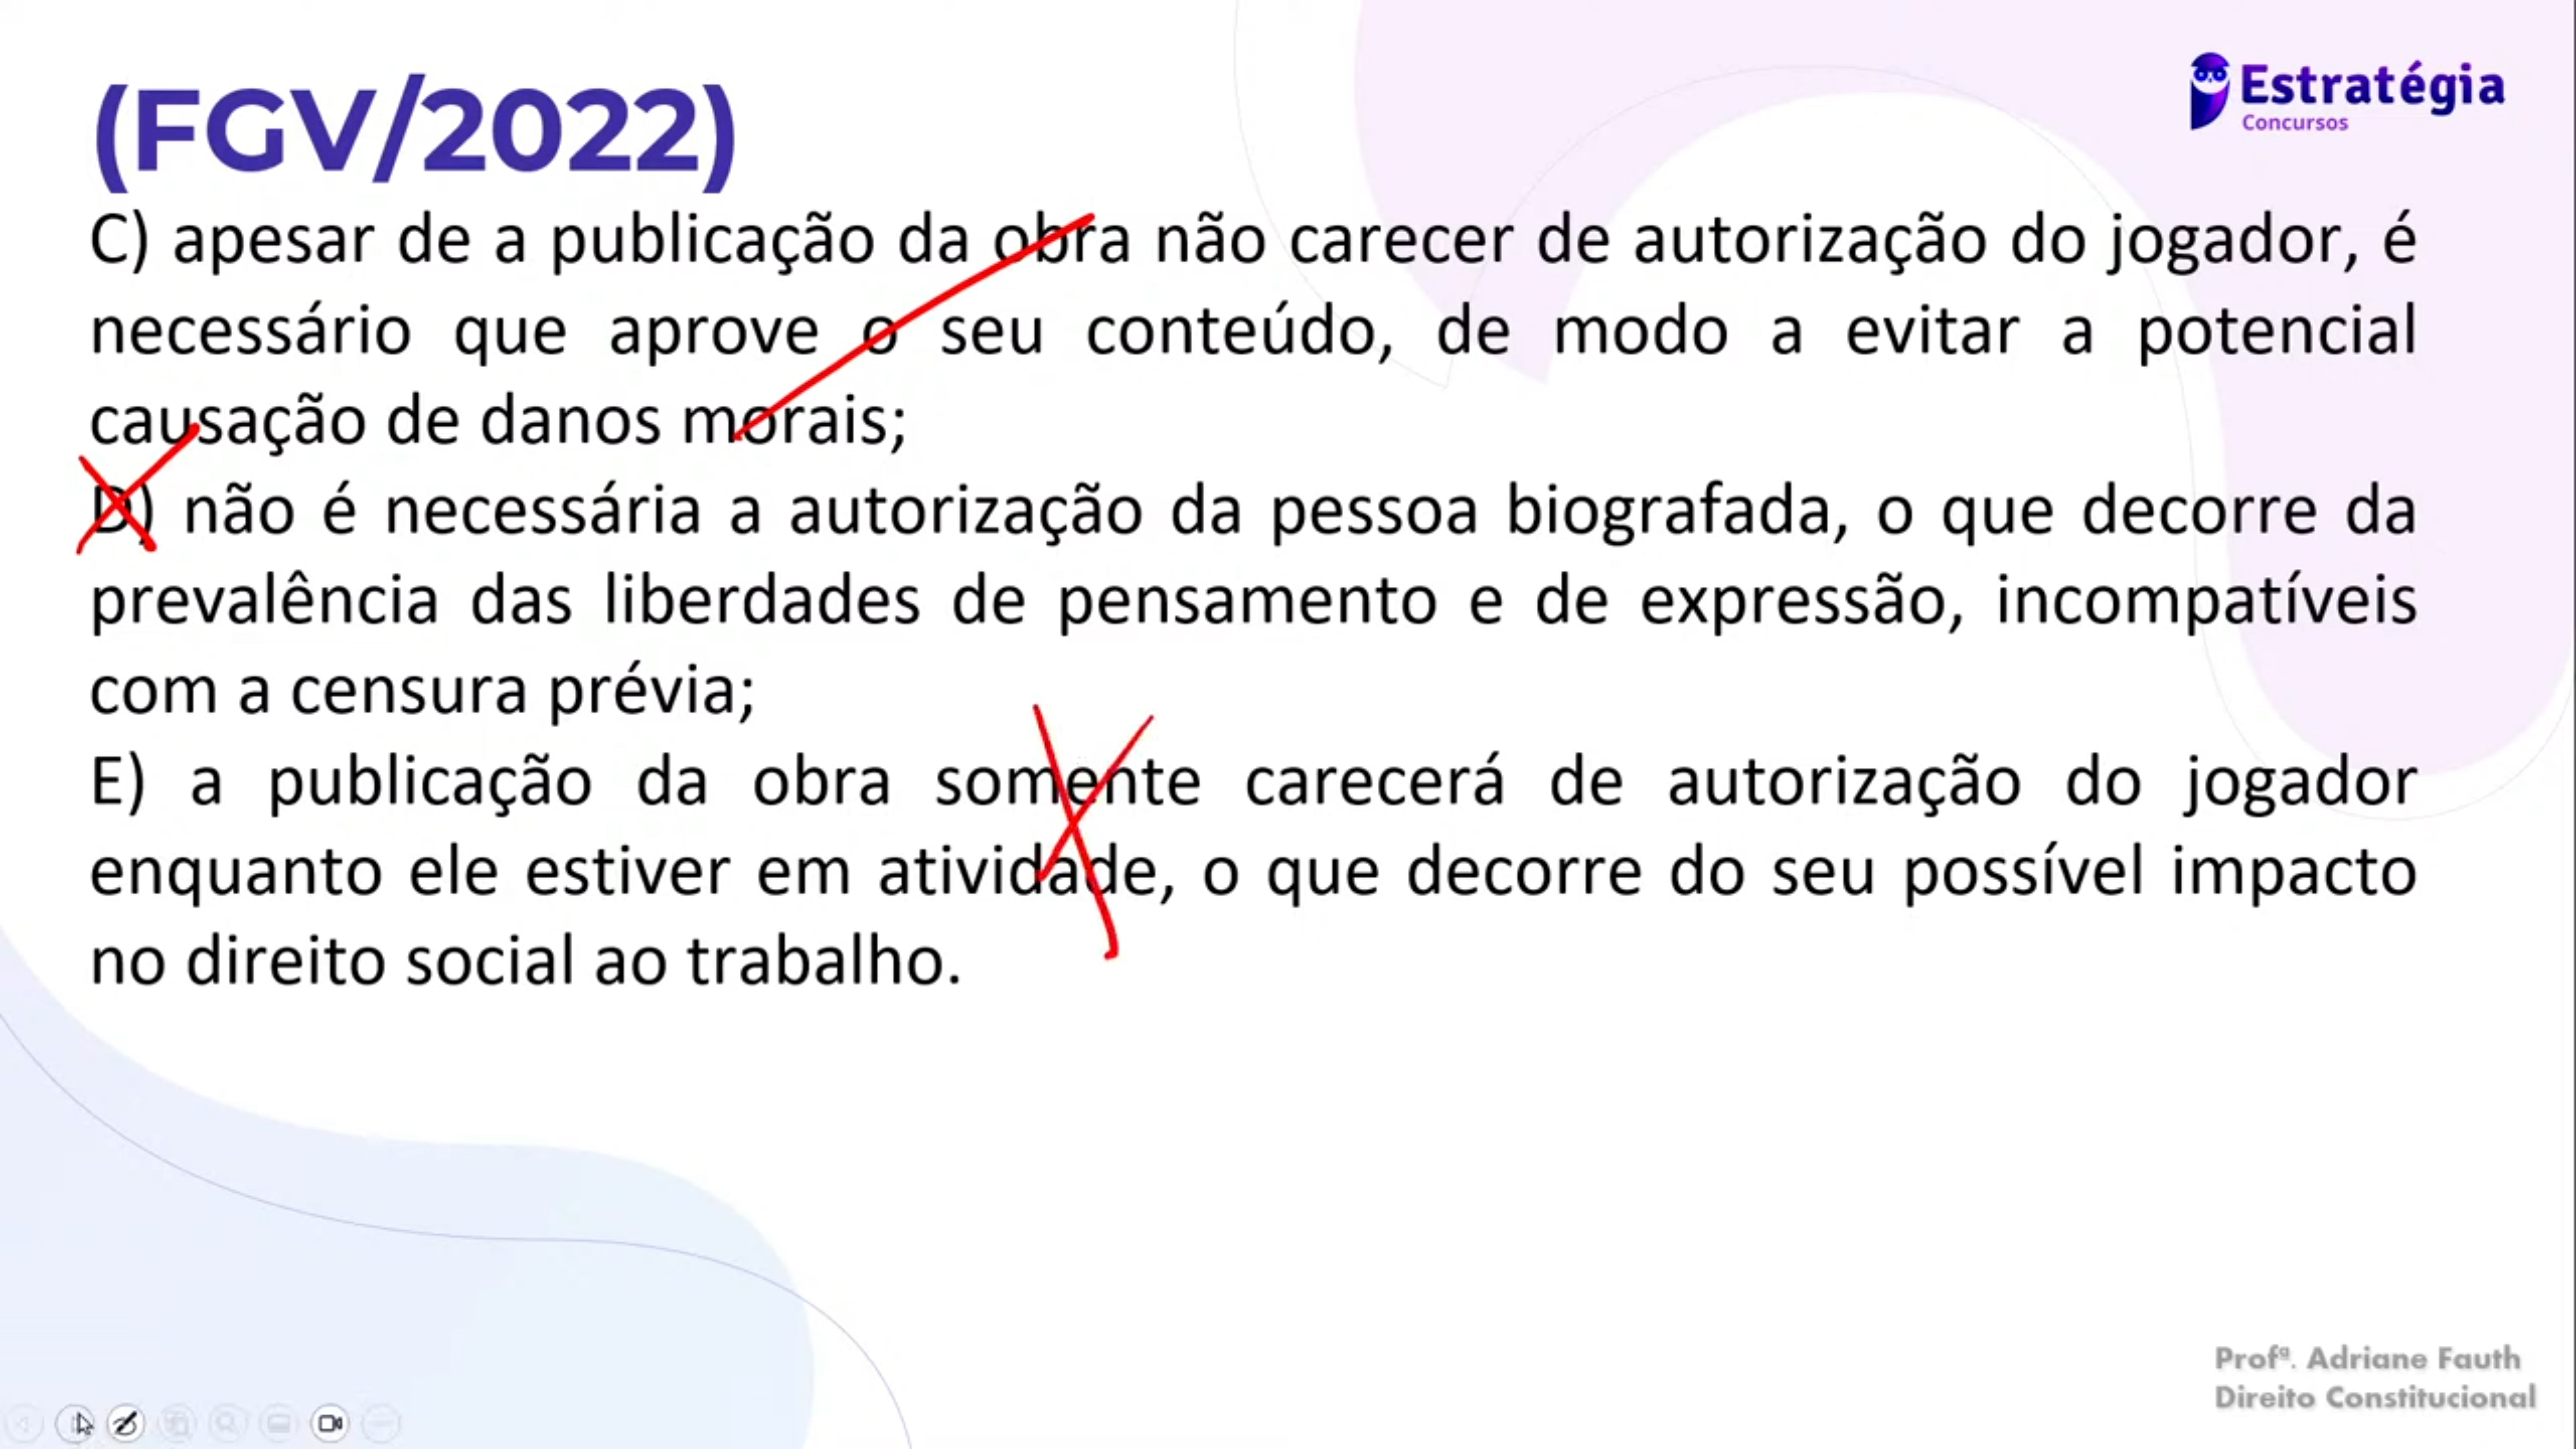 (FGV/2022)
Estratégia
Concursos
C) apesar de a publicação da obra não carecer de autorização do jogador, é
necessário que aprove o seu conteúdo, de modo a evitar a potencial
causação de danos morais;
D) não é necessária a autorização da pessoa biografada, o que decorre da
prevalência das liberdades de pensamento e de expressão, incompatíveis
com a censura prévia;
E) a publicação da obra somente carecerá de autorização do jogador
enquanto ele estiver em atividade, o que decorre do seu possível impacto
no direito social ao trabalho.
Profª. Adriane Fauth
Direito Constitucional